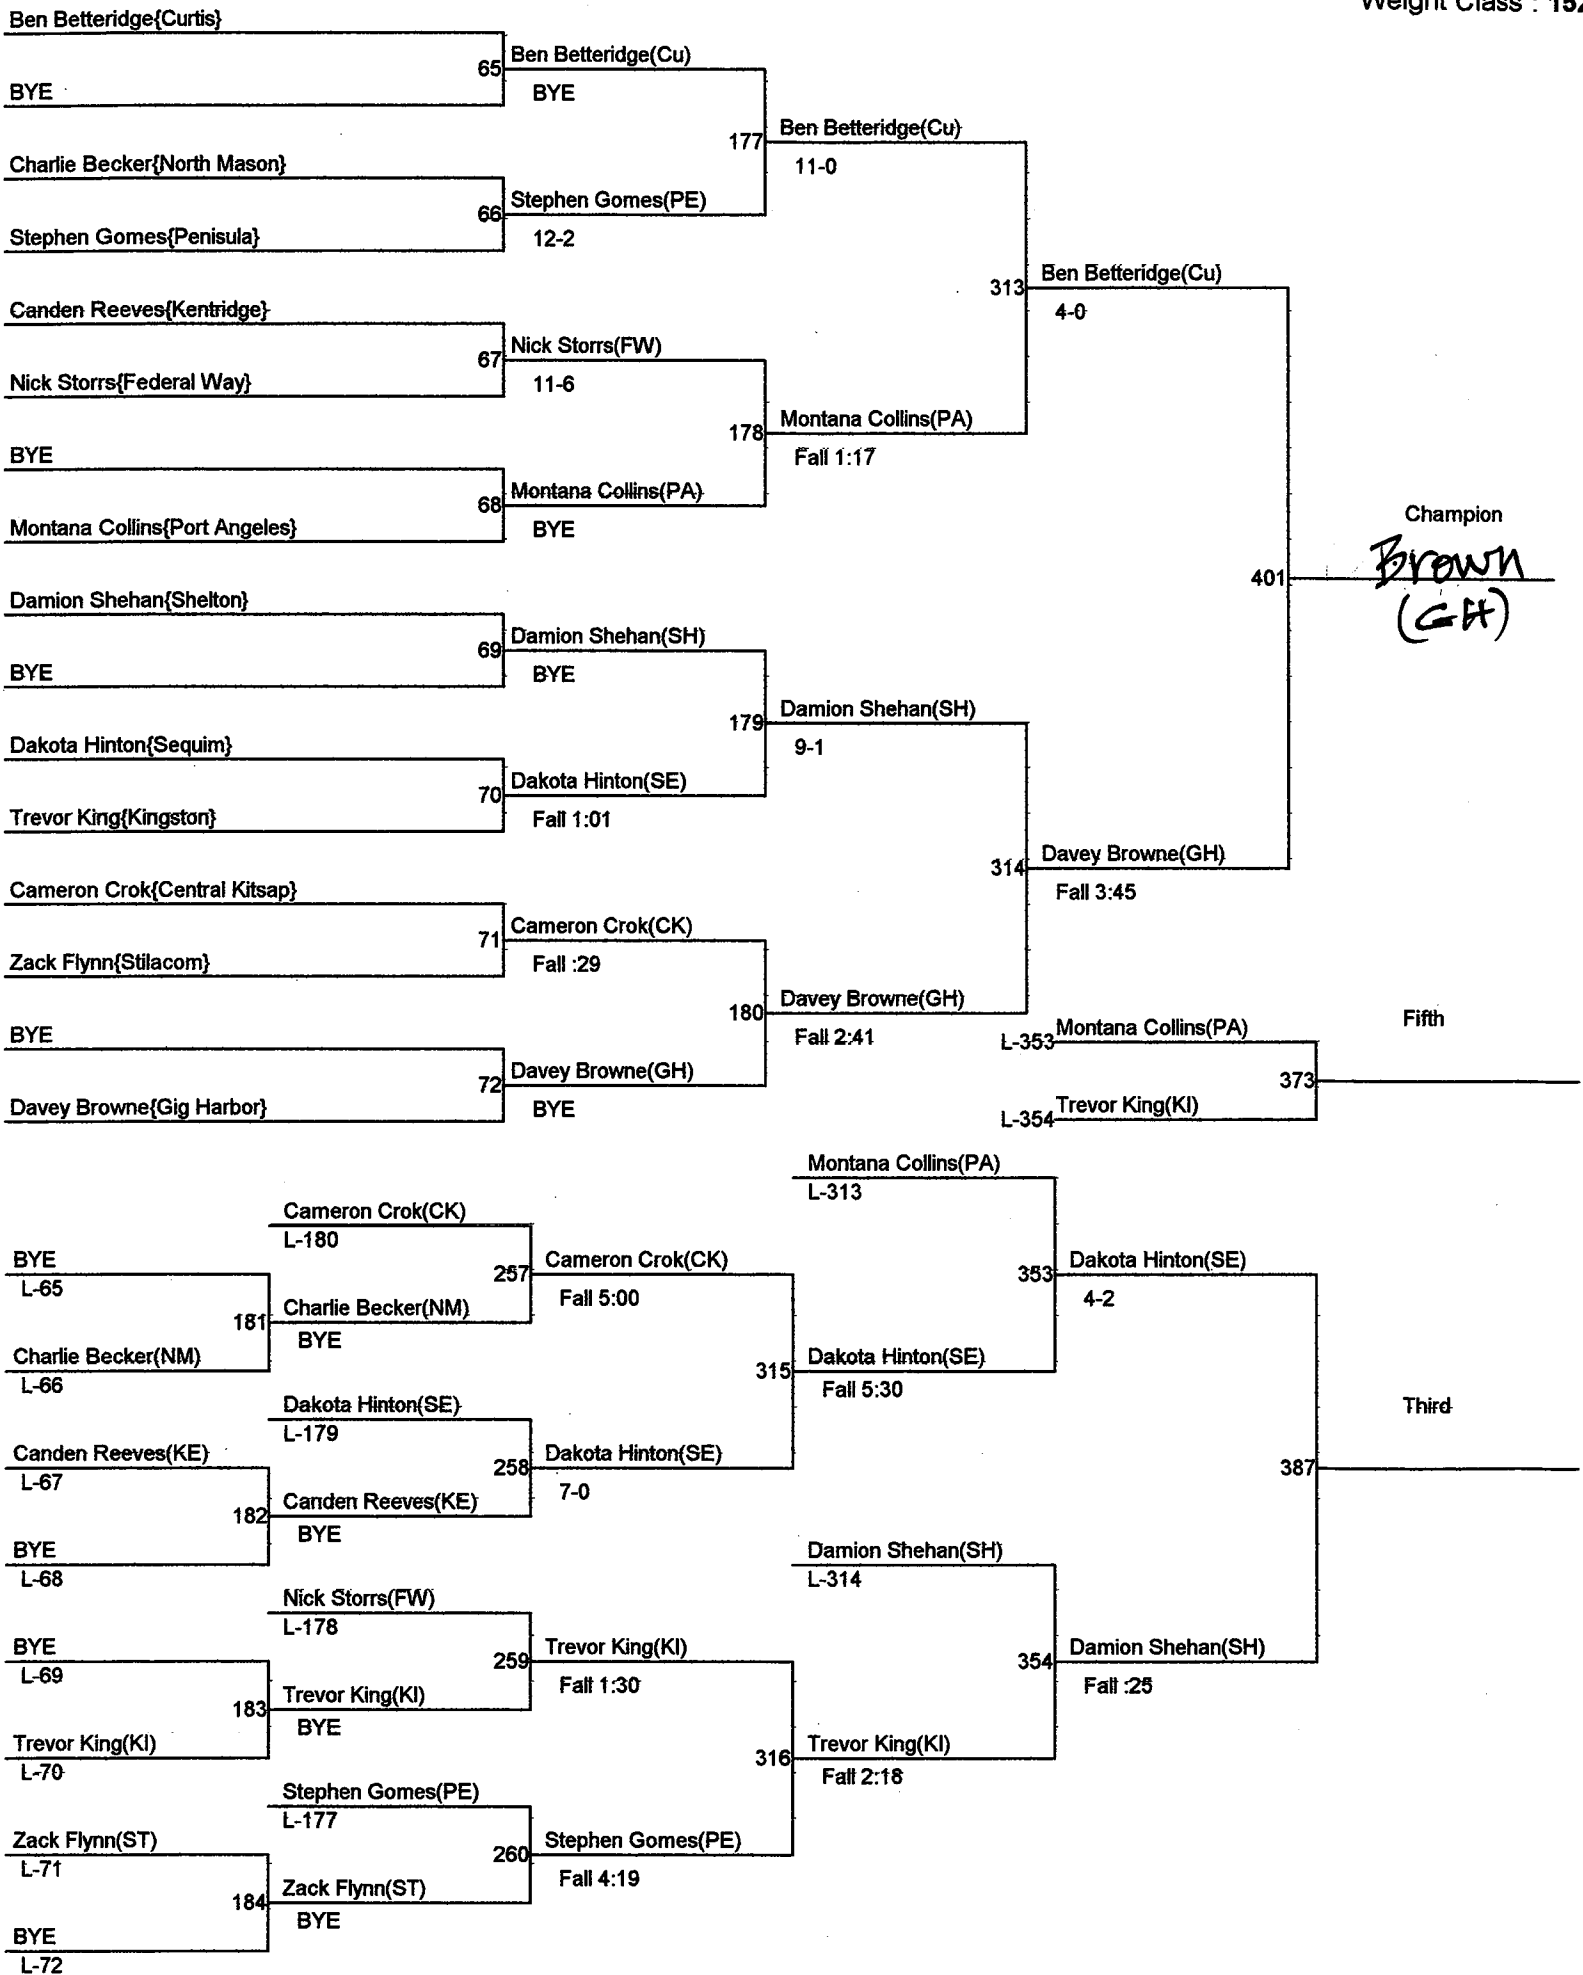 Weight Class : 152
Ben Betteridge{Curtis}
65
Ben Betteridge(Cu)
BYE
BYE
177
Ben Betteridge(Cu)
11-0
Charlie Becker{North Mason}
66
Stephen Gomes(PE)
12-2
Stephen Gomes{Penisula}
313
Ben Betteridge(Cu)
4-0
Canden Reeves{Kentridge}
67
Nick Storrs(FW)
11-6
Nick Storrs{Federal Way}
178
Montana Collins(PA)
Fall 1:17
BYE
68
Montana Collins(PA)
BYE
Montana Collins{Port Angeles}
Champion
401
Brown
(GH)
Damion Shehan{Shelton}
69
Damion Shehan(SH)
BYE
BYE
179
Damion Shehan(SH)
9-1
Dakota Hinton{Sequim}
70
Dakota Hinton(SE)
Fall 1:01
Trevor King{Kingston}
314
Davey Browne(GH)
Fall 3:45
Cameron Crok{Central Kitsap}
71
Cameron Crok(CK)
Fall :29
Zack Flynn{Stilacom}
180
Davey Browne(GH)
Fall 2:41
BYE
72
Davey Browne(GH)
BYE
Davey Browne{Gig Harbor}
Fifth
L-353
Montana Collins(PA)
373
L-354
Trevor King(KI)
Montana Collins(PA)
L-313
Cameron Crok(CK)
L-180
BYE
L-65
257
Cameron Crok(CK)
Fall 5:00
353
Dakota Hinton(SE)
4-2
181
Charlie Becker(NM)
BYE
Charlie Becker(NM)
L-66
315
Dakota Hinton(SE)
Fall 5:30
Dakota Hinton(SE)
L-179
Third
Canden Reeves(KE)
L-67
258
Dakota Hinton(SE)
7-0
387
182
Canden Reeves(KE)
BYE
BYE
L-68
Damion Shehan(SH)
L-314
Nick Storrs(FW)
L-178
BYE
L-69
259
Trevor King(KI)
Fall 1:30
354
Damion Shehan(SH)
Fall :25
183
Trevor King(KI)
BYE
Trevor King(KI)
L-70
316
Trevor King(KI)
Fall 2:18
Stephen Gomes(PE)
L-177
Zack Flynn(ST)
L-71
260
Stephen Gomes(PE)
Fall 4:19
184
Zack Flynn(ST)
BYE
BYE
L-72